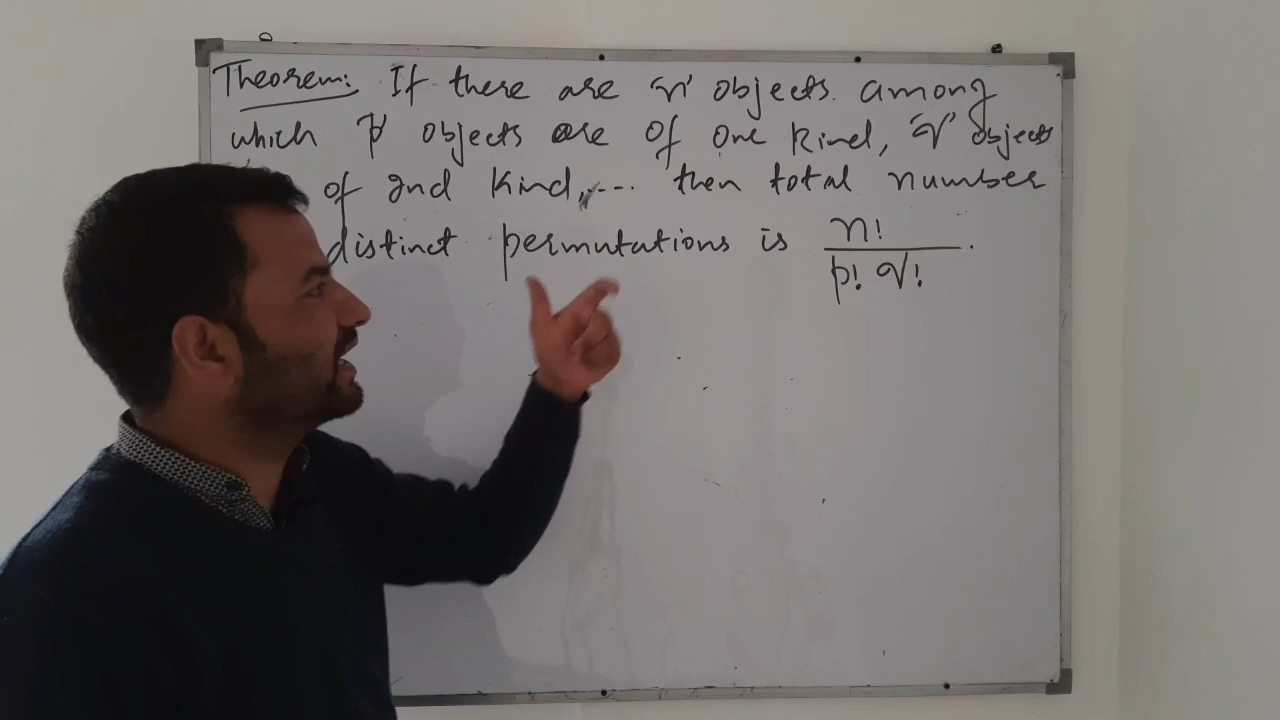 Theorem: If there are 'n' objects among
which 'p' objects are of one kind, 'q' objects
of 2nd kind, ... then total number
distinct permutations is n! / p! q! .